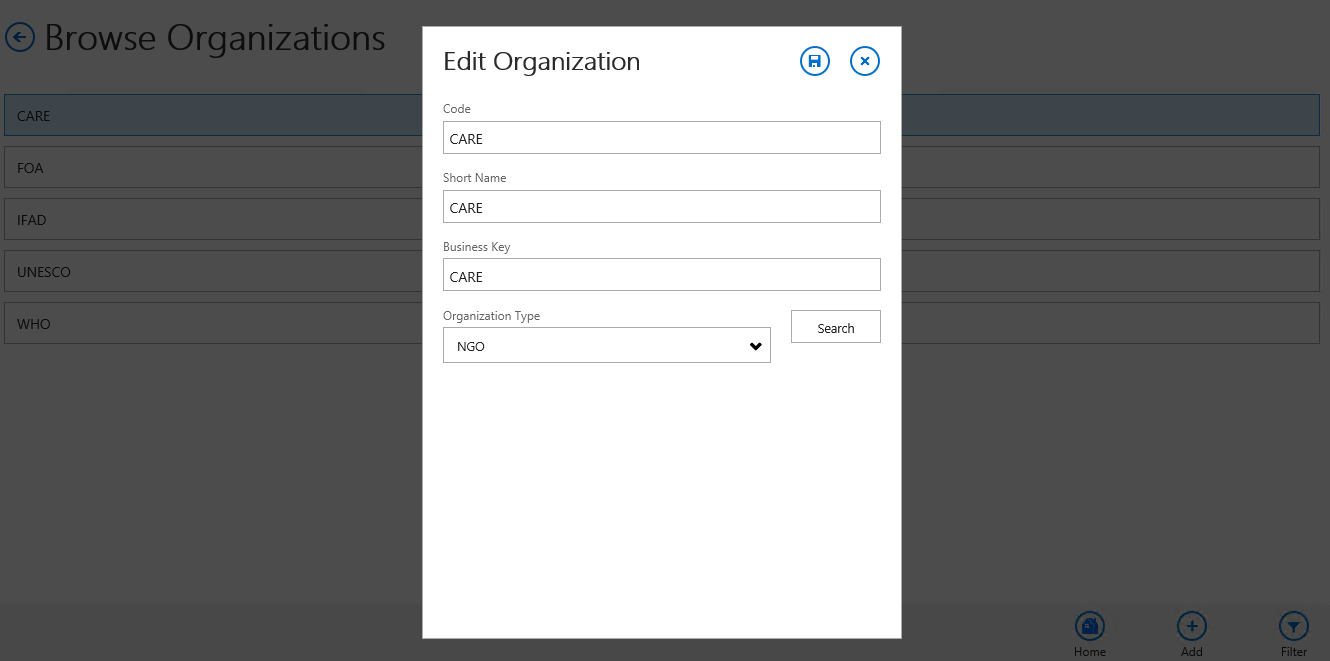 Browse Organizations
CARE
FOA
IFAD
UNESCO
WHO
Edit Organization
Code
CARE
Short Name
CARE
Business Key
CARE
Organization Type
NGO
Search
Home
Add
Filter